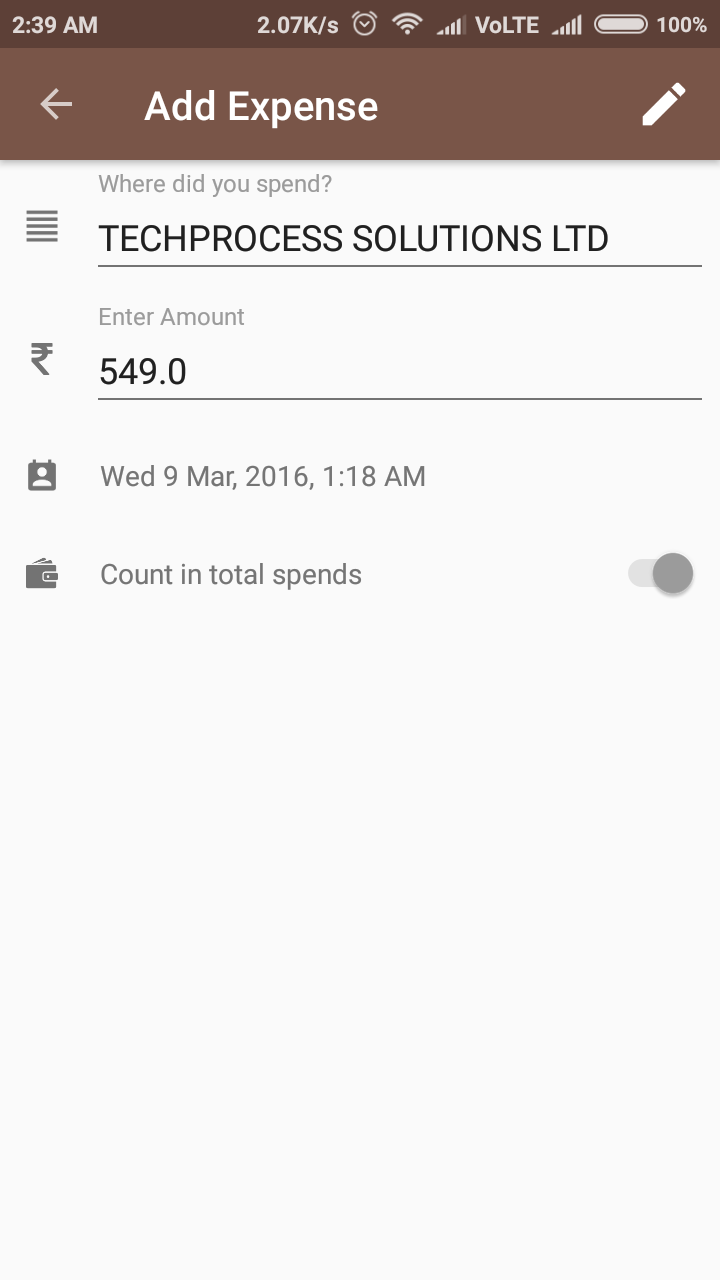 2:39 AM 2.07K/s VoLTE 100%
Add Expense
Where did you spend?
TECHPROCESS SOLUTIONS LTD
Enter Amount
₹ 549.0
Wed 9 Mar, 2016, 1:18 AM
Count in total spends